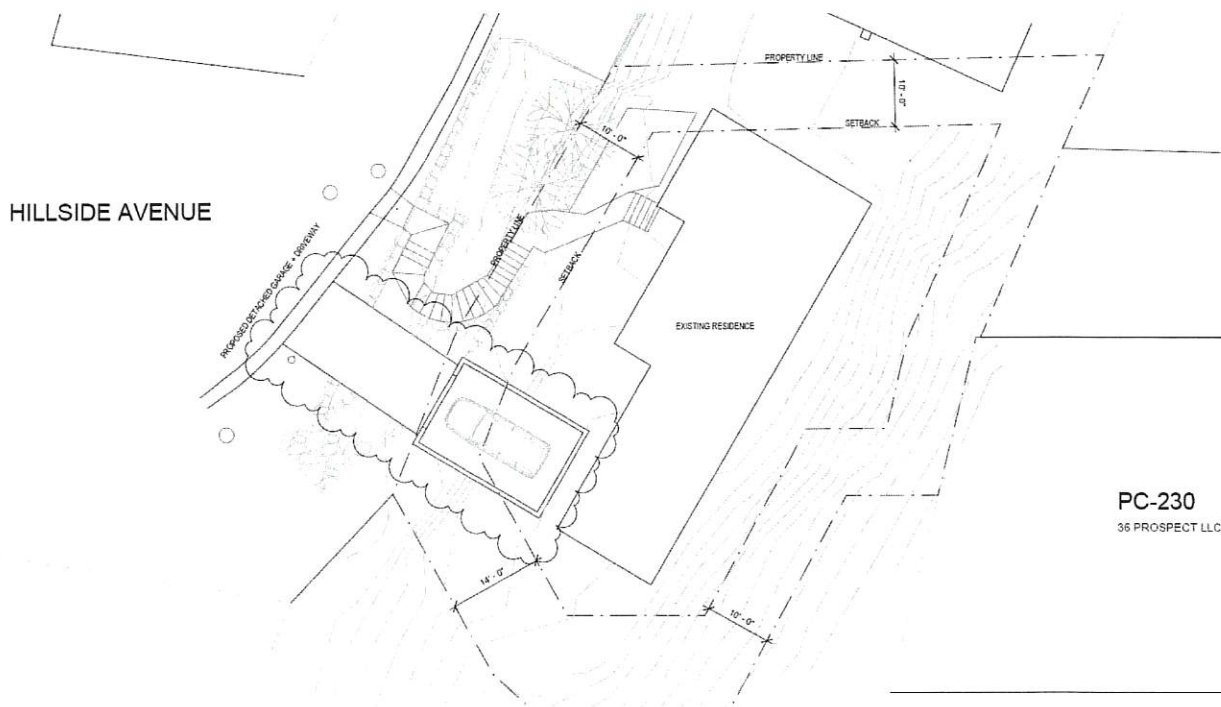 PROPERTY LINE
10' - 0"
SETBACK
10' - 0"
HILLSIDE AVENUE
PROPOSED DETACHED GARAGE + DRIVEWAY
PROPERTY LINE
SETBACK
EXISTING RESIDENCE
PC-230
36 PROSPECT LLC
14' - 0"
10' - 0"